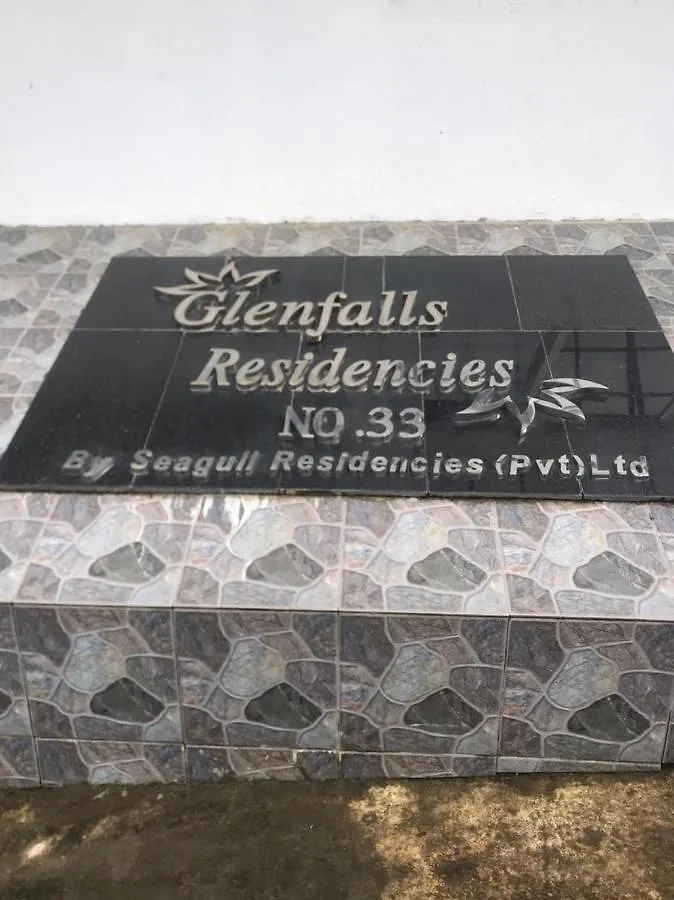 Glenfalls
Residencies
NO.33
By Seagull Residencies (Pvt) Ltd